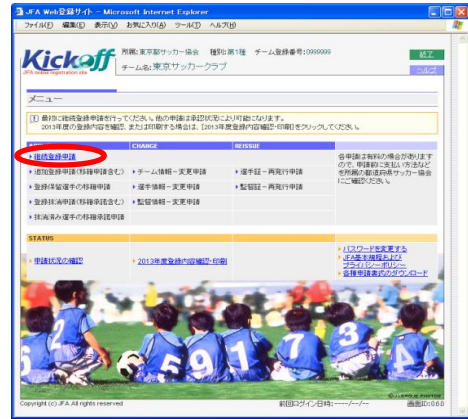 JFA Web登録サイト - Microsoft Internet Explorer
ファイル(F) 編集(E) 表示(V) お気に入り(A) ツール(T) ヘルプ(H)
Kickoff
JFA online registration site
所属:東京都サッカー協会 種別:第1種 チーム登録番号:0999999
チーム名:東京サッカークラブ
終了
ヘルプ
メニュー
最初に継続登録申請を行ってください。他の申請は承認状況により可能になります。
2013年度の登録内容を確認、または印刷する場合は、[2013年度登録内容確認・印刷]をクリックしてください。
CHANGE
REISSUE
継続登録申請
追加登録申請(移籍申請含む)
チーム情報－変更申請
選手証－再発行申請
登録保留選手の移籍申請
選手情報－変更申請
監督証－再発行申請
登録抹消申請(移籍承諾含む)
監督情報－変更申請
抹消済み選手の移籍承諾申請
各申請は有料の場合があります
ので、申請前に支払い方法など
を所属の都道府県サッカー協会
にご確認ください。
STATUS
申請状況の確認
2013年度登録内容確認・印刷
パスワードを変更する
JFA基本規程および
プライバシーポリシー
各種申請書式のダウンロード
7
5
9
1
3
8
Copyright (c) JFA All rights reserved
前回ログイン日時:----/--/--
画面ID:060